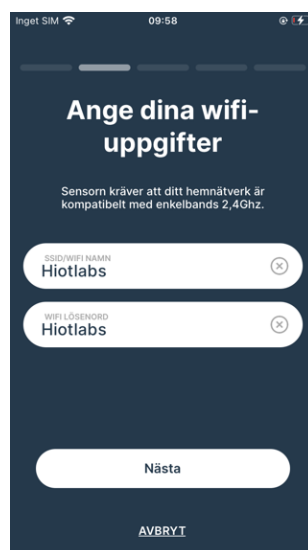 Inget SIM 09:58
Ange dina wifi-
uppgifter
Sensorn kräver att ditt hemnätverk är
kompatibelt med enkelbands 2,4Ghz.
SSID/WIFI NAMN
Hiotlabs
WIFI LÖSENORD
Hiotlabs
Nästa
AVBRYT